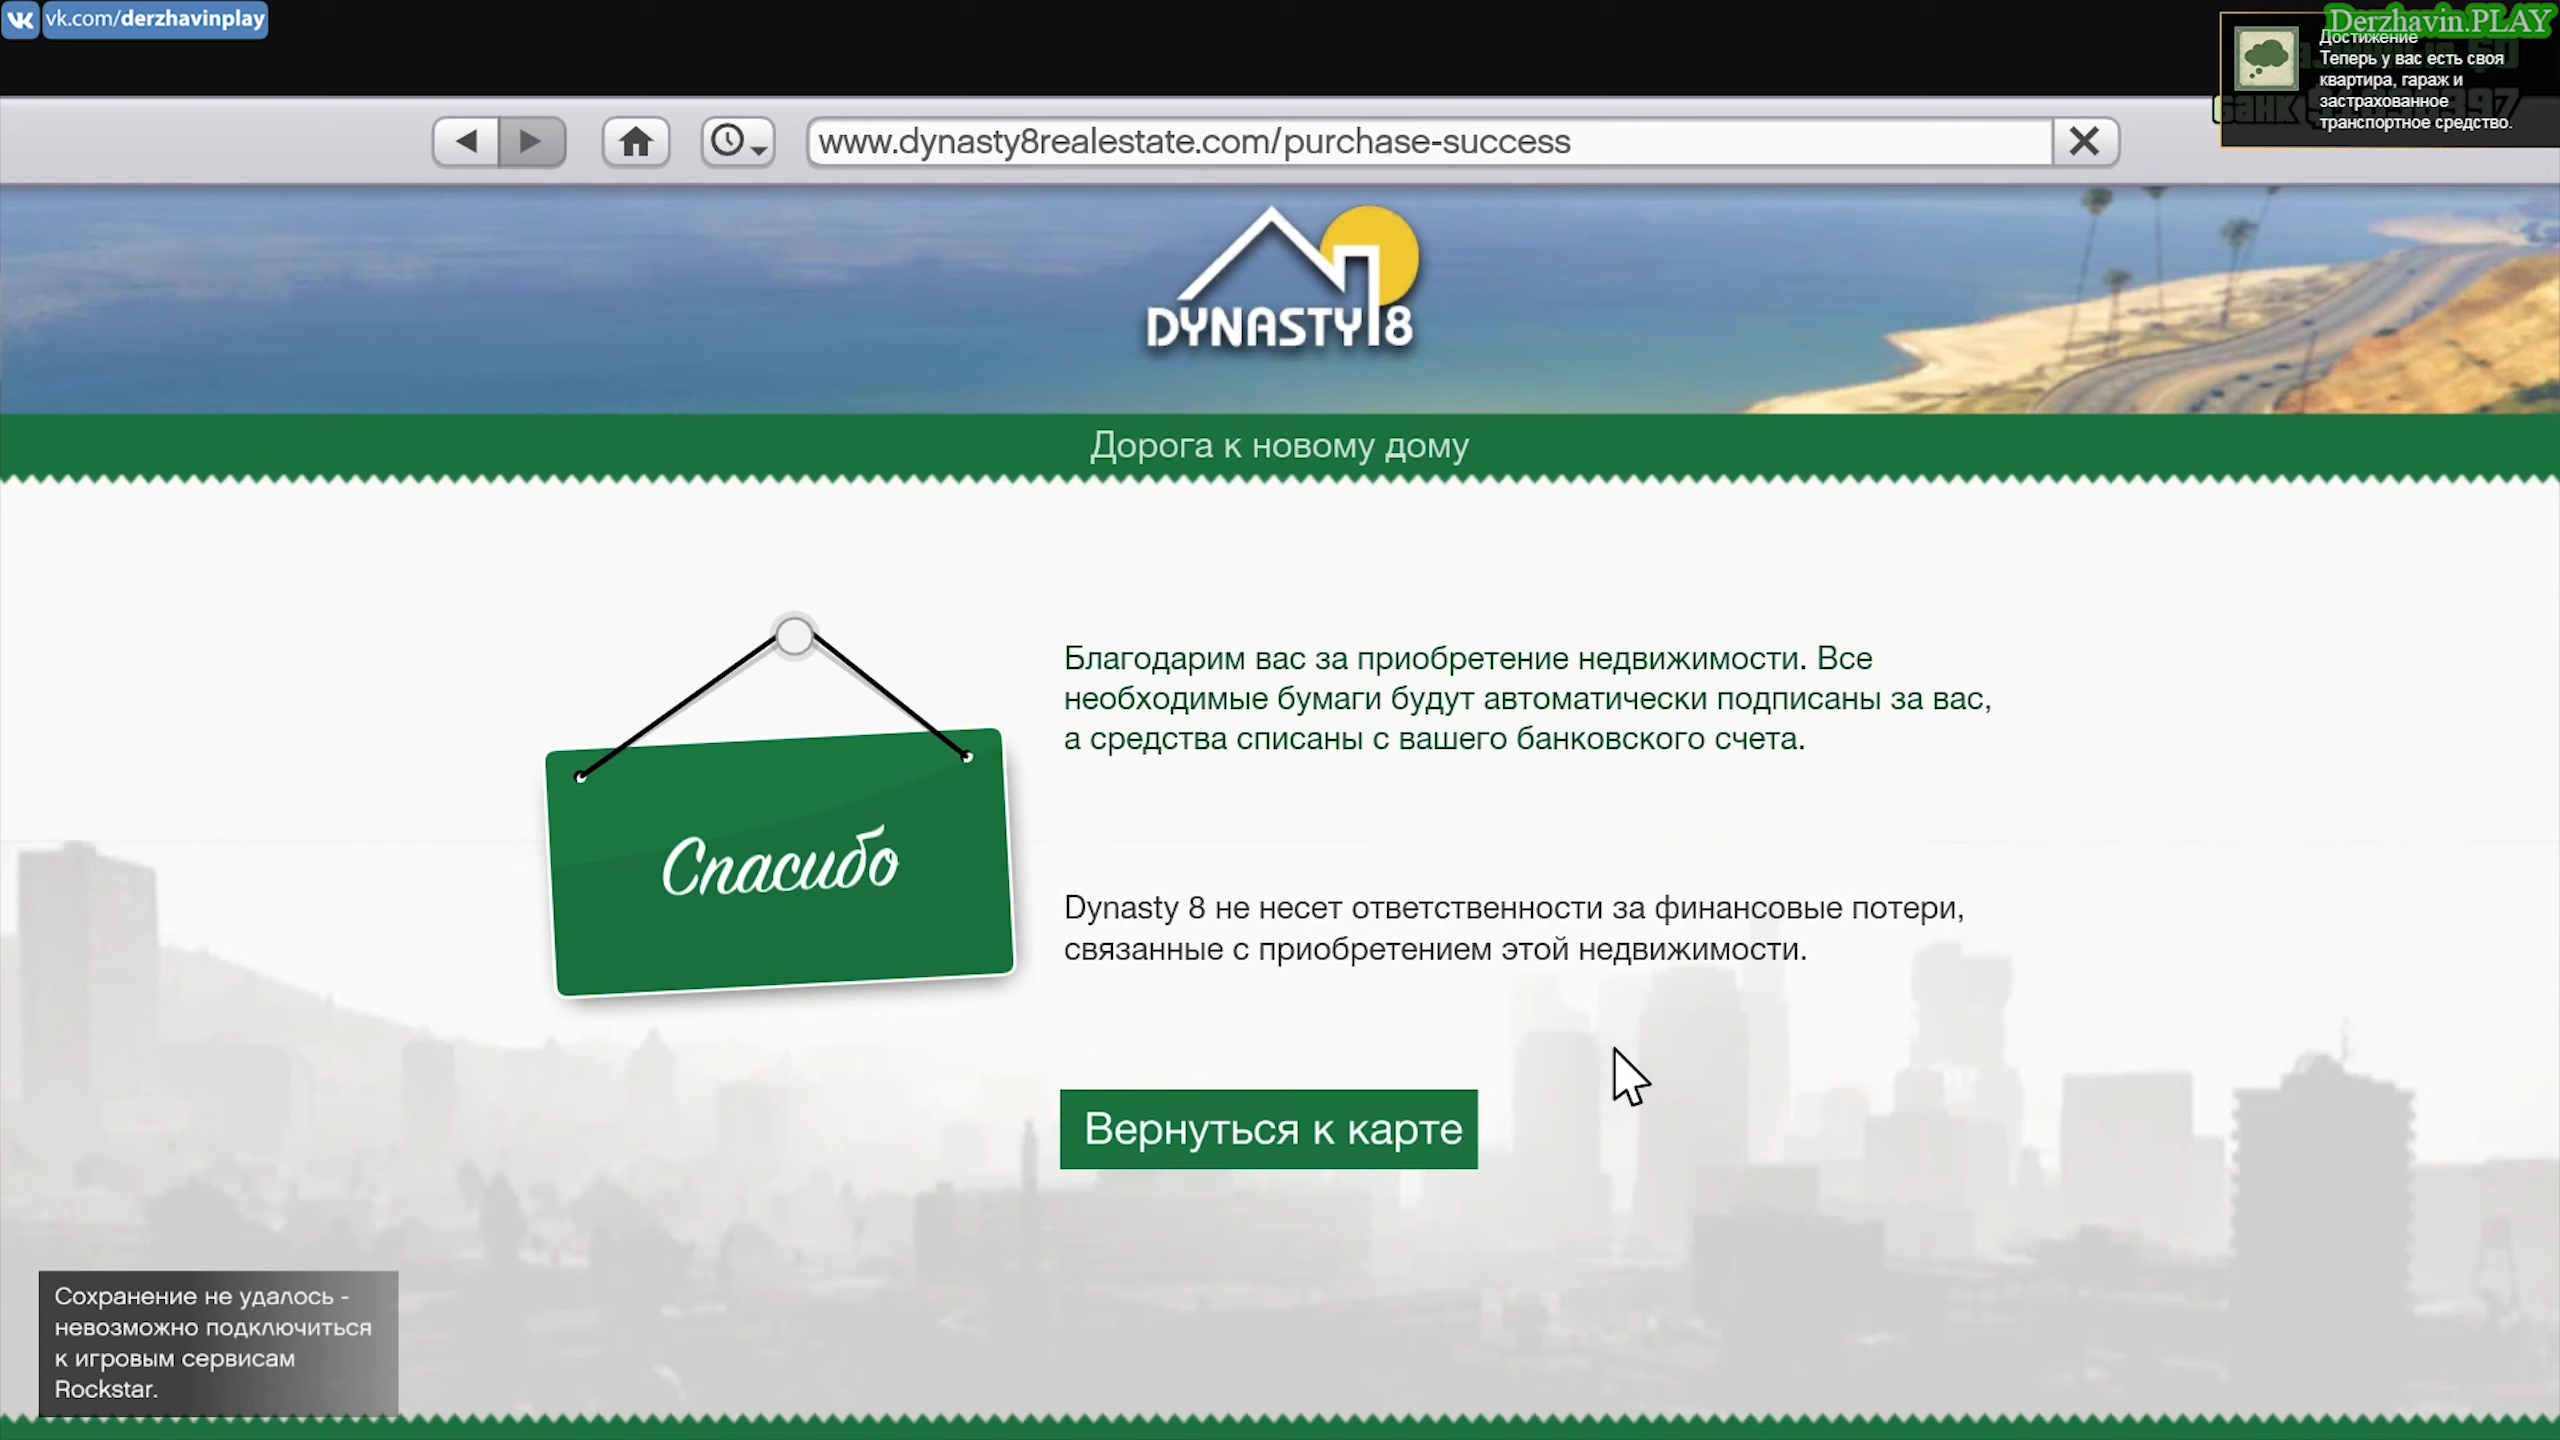 vk.com/derzhavinplay
Derzhavin.PLAY
Достижение
Теперь у вас есть своя
квартира, гараж и
застрахованное
транспортное средство.
www.dynasty8realestate.com/purchase-success
DYNASTY 8
Дорога к новому дому
Благодарим вас за приобретение недвижимости. Все
необходимые бумаги будут автоматически подписаны за вас,
а средства списаны с вашего банковского счета.
Спасибо
Dynasty 8 не несет ответственности за финансовые потери,
связанные с приобретением этой недвижимости.
Вернуться к карте
Сохранение не удалось -
невозможно подключиться
к игровым сервисам
Rockstar.